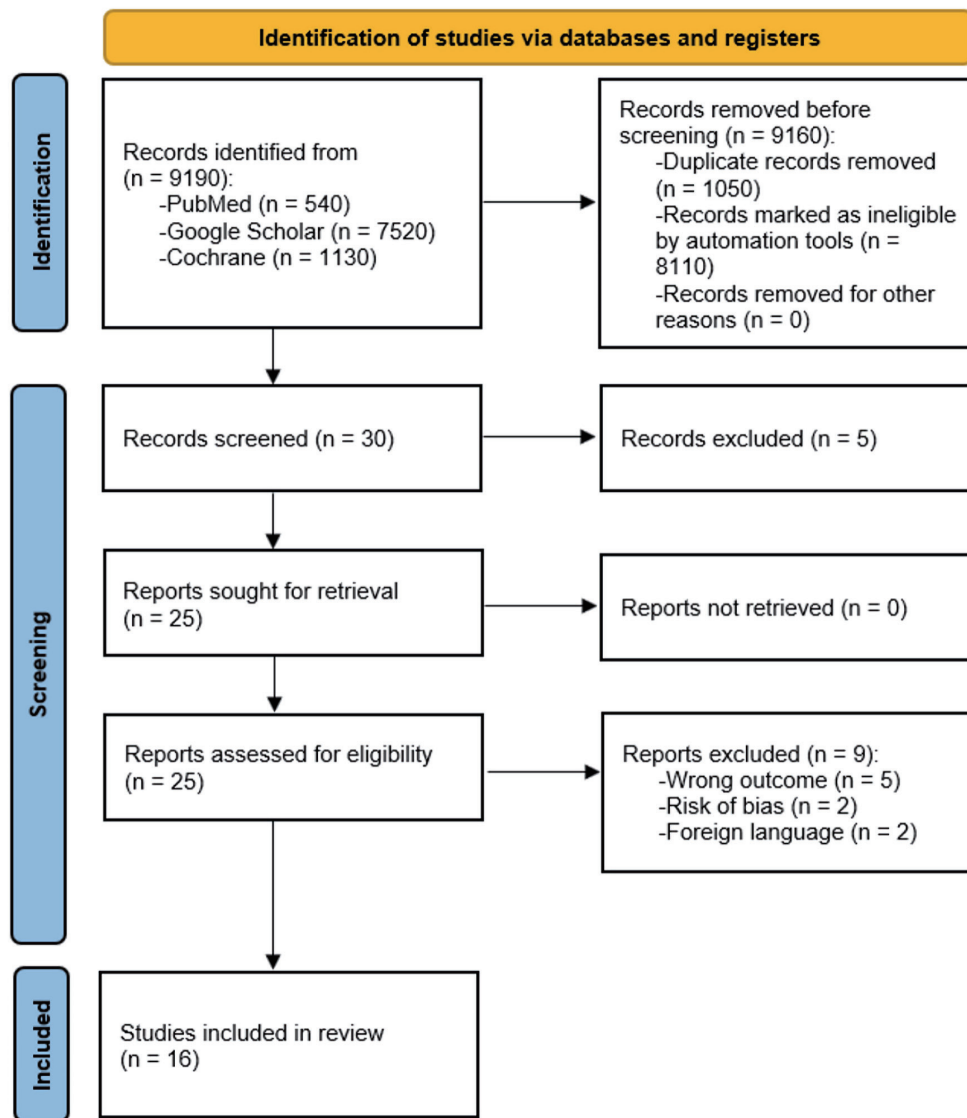 Identification of studies via databases and registers
Identification
Records identified from
(n = 9190):
-PubMed (n = 540)
-Google Scholar (n = 7520)
-Cochrane (n = 1130)
Records removed before
screening (n = 9160):
-Duplicate records removed
(n = 1050)
-Records marked as ineligible
by automation tools (n =
8110)
-Records removed for other
reasons (n = 0)
Screening
Records screened (n = 30)
Records excluded (n = 5)
Reports sought for retrieval
(n = 25)
Reports not retrieved (n = 0)
Reports assessed for eligibility
(n = 25)
Reports excluded (n = 9):
-Wrong outcome (n = 5)
-Risk of bias (n = 2)
-Foreign language (n = 2)
Included
Studies included in review
(n = 16)